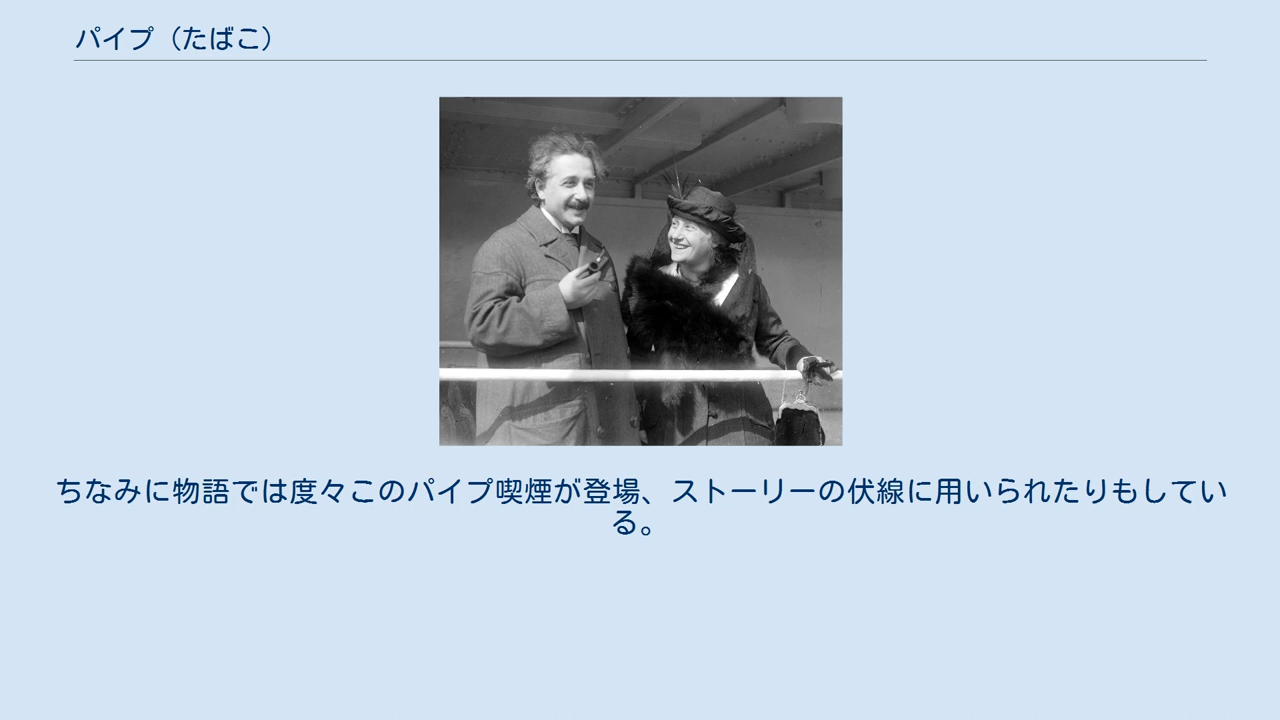 パイプ（たばこ）
ちなみに物語では度々このパイプ喫煙が登場、ストーリーの伏線に用いられたりもしてい
る。